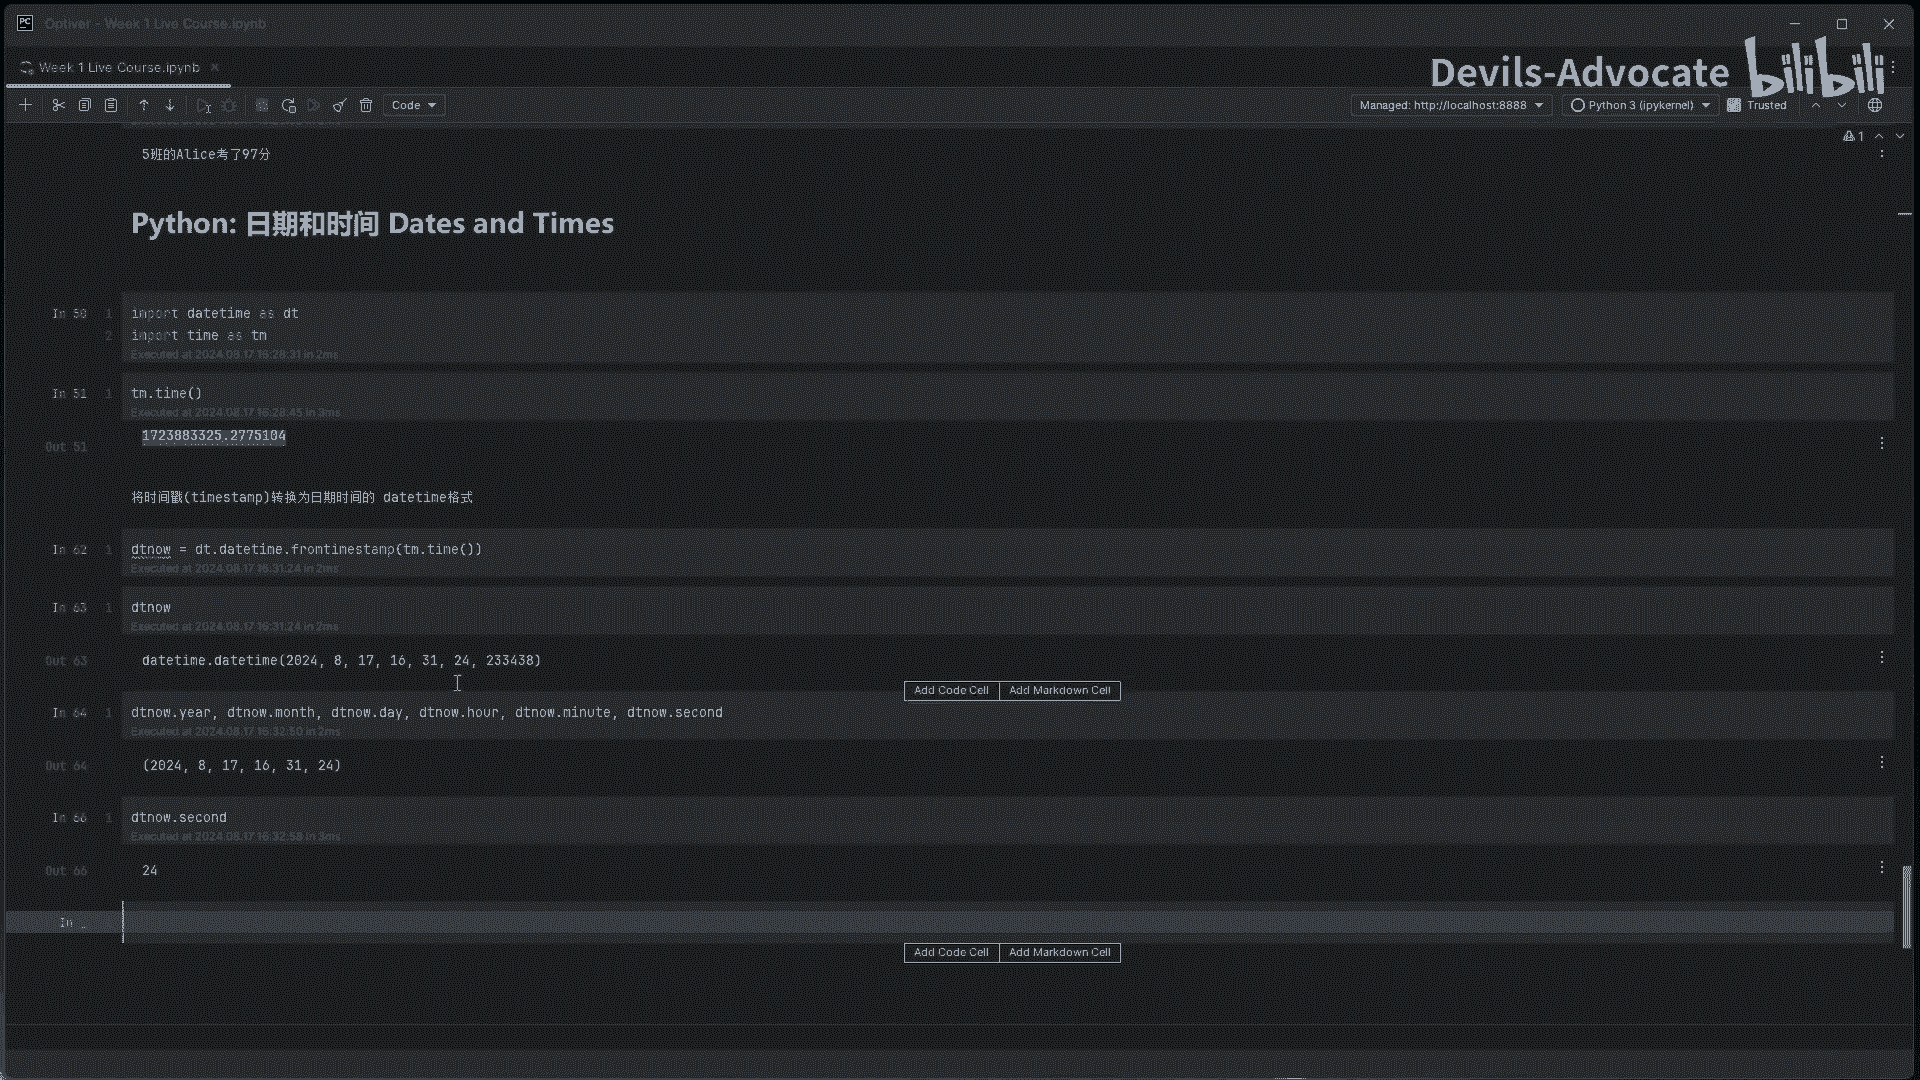 Optiver - Week 1 Live Course.ipynb
Week 1 Live Course.ipynb
Devils-Advocate bilibili
Code
Managed: http://localhost:8888
Python 3 (ipykernel)
Trusted
1
5班的Alice考了97分
Python: 日期和时间 Dates and Times
In 50 1 import datetime as dt
2 import time as tm
Executed at 2024.08.17 16:28:31 in 2ms
In 51 1 tm.time()
Executed at 2024.08.17 16:28:45 in 3ms
Out 51 1723883325.2775104
将时间戳(timestamp)转换为日期时间的 datetime格式
In 62 1 dtnow = dt.datetime.fromtimestamp(tm.time())
Executed at 2024.08.17 16:31:24 in 2ms
In 63 1 dtnow
Executed at 2024.08.17 16:31:24 in 2ms
Out 63 datetime.datetime(2024, 8, 17, 16, 31, 24, 233438)
Add Code Cell Add Markdown Cell
In 64 1 dtnow.year, dtnow.month, dtnow.day, dtnow.hour, dtnow.minute, dtnow.second
Executed at 2024.08.17 16:32:50 in 2ms
Out 64 (2024, 8, 17, 16, 31, 24)
In 66 1 dtnow.second
Executed at 2024.08.17 16:32:58 in 3ms
Out 66 24
In _
Add Code Cell Add Markdown Cell